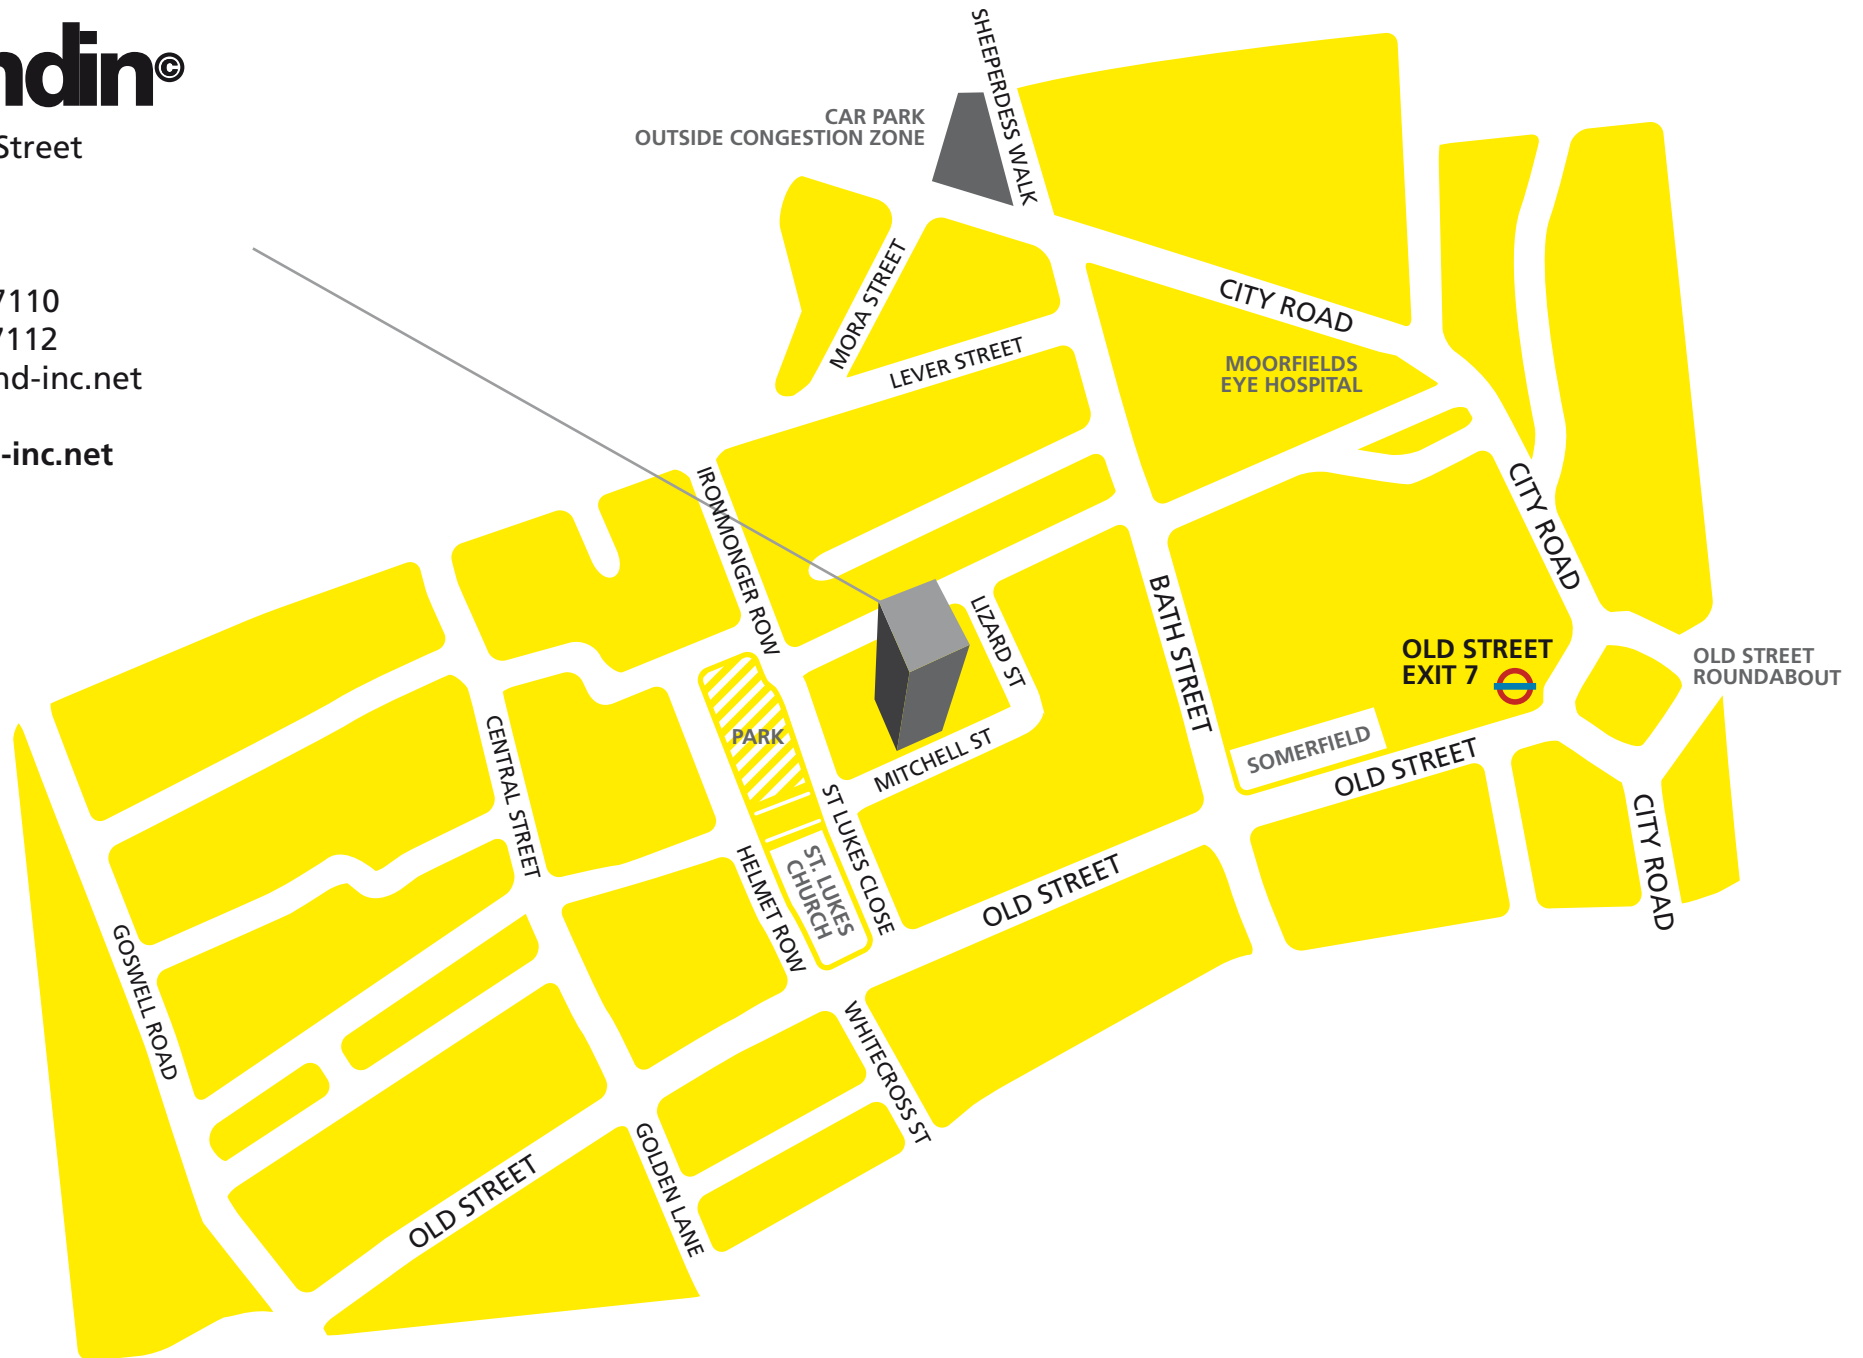 ndin©
Street
7110
7112
nd-inc.net
-inc.net
SHEEPERDESS WALK
CAR PARK
OUTSIDE CONGESTION ZONE
MORA STREET
LEVER STREET
CITY ROAD
MOORFIELDS
EYE HOSPITAL
IRONMONGER ROW
CITY ROAD
LIZARD ST
BATH STREET
OLD STREET
EXIT 7
OLD STREET
ROUNDABOUT
PARK
CENTRAL STREET
MITCHELL ST
SOMERFIELD
OLD STREET
CITY ROAD
ST LUKES CLOSE
ST. LUKES
CHURCH
HELMET ROW
OLD STREET
GOSWELL ROAD
WHITECROSS ST
GOLDEN LANE
OLD STREET